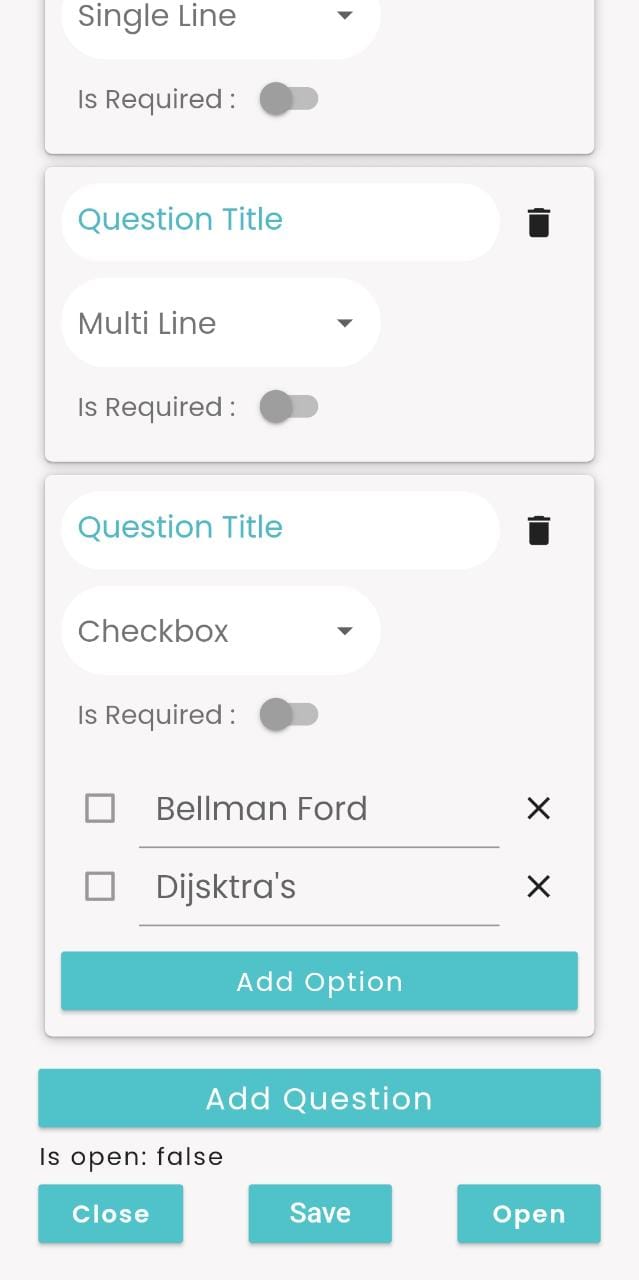 Single Line
Is Required :
Question Title
Multi Line
Is Required :
Question Title
Checkbox
Is Required :
Bellman Ford
Dijsktra's
Add Option
Add Question
Is open: false
Close Save Open